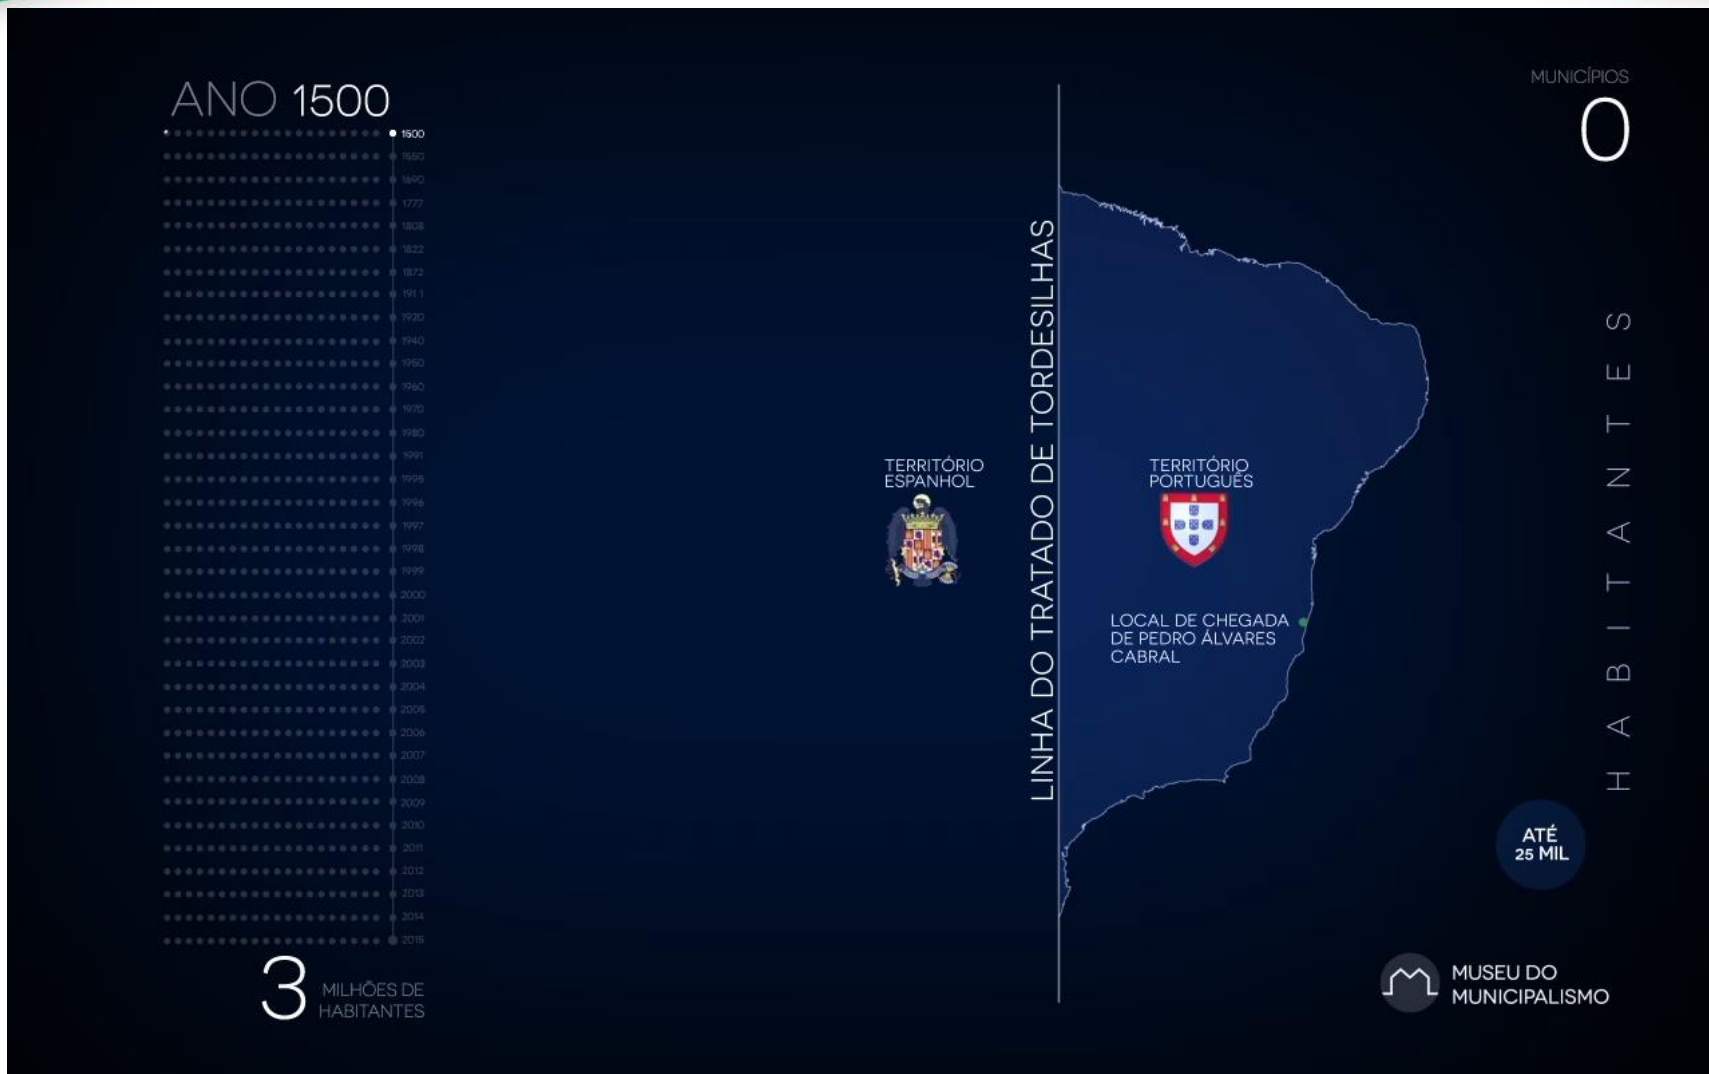 ANO 1500
1500
1550
1690
1777
1808
1822
1872
1911
1920
1940
1950
1960
1970
1980
1991
1995
1996
1997
1998
1999
2000
2001
2002
2003
2004
2005
2006
2007
2008
2009
2010
2011
2012
2013
2014
2015
3
MILHÕES DE
HABITANTES
LINHA DO TRATADO DE TORDESILHAS
TERRITÓRIO
ESPANHOL
TERRITÓRIO
PORTUGUÊS
LOCAL DE CHEGADA
DE PEDRO ÁLVARES
CABRAL
MUNICÍPIOS
0
HABITANTES
ATÉ
25 MIL
MUSEU DO
MUNICIPALISMO